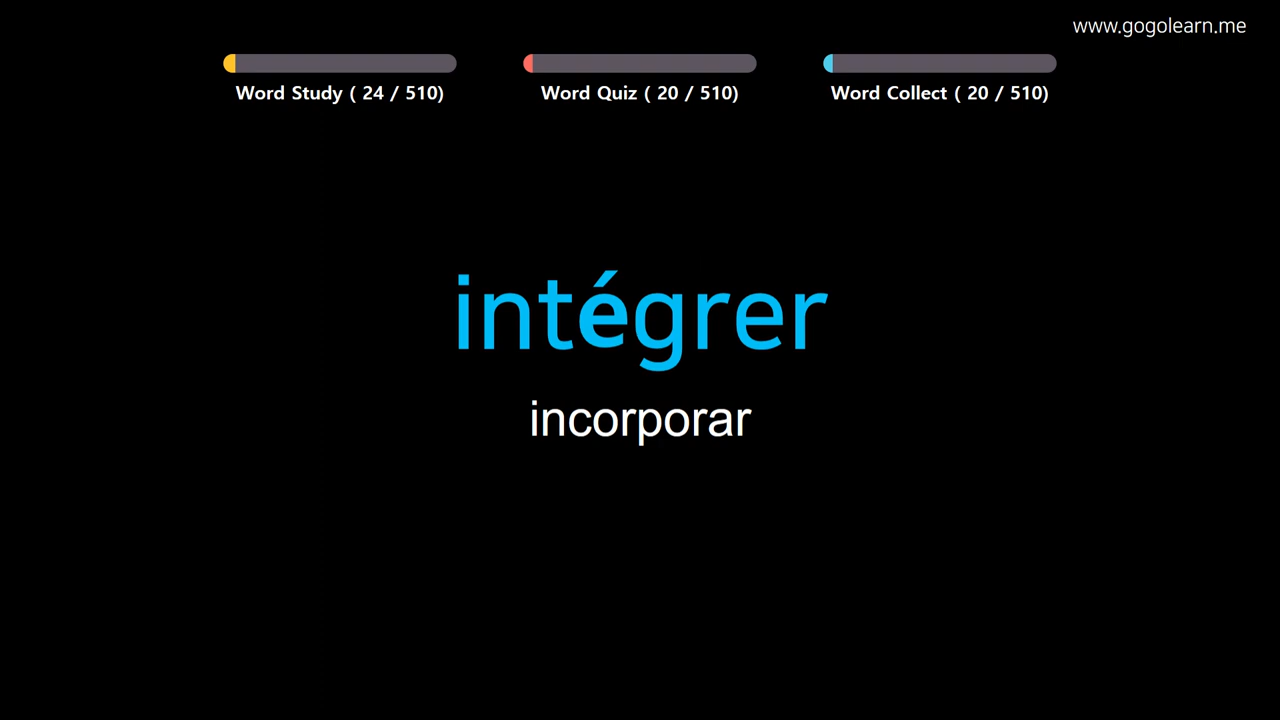 www.gogolearn.me
Word Study ( 24 / 510)
Word Quiz ( 20 / 510)
Word Collect ( 20 / 510)
intégrer
incorporar